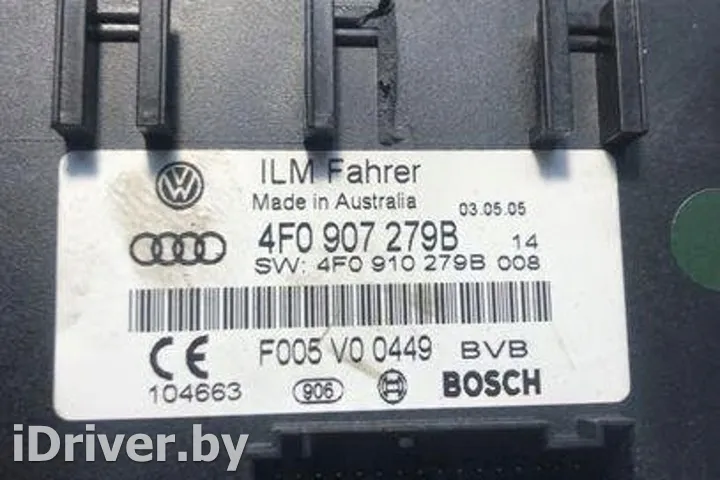 ILM Fahrer
Made in Australia 03.05.05
4F0 907 279B 14
SW: 4F0 910 279B 008
CE F005 V0 0449 BVB
104663 906 BOSCH
iDriver.by